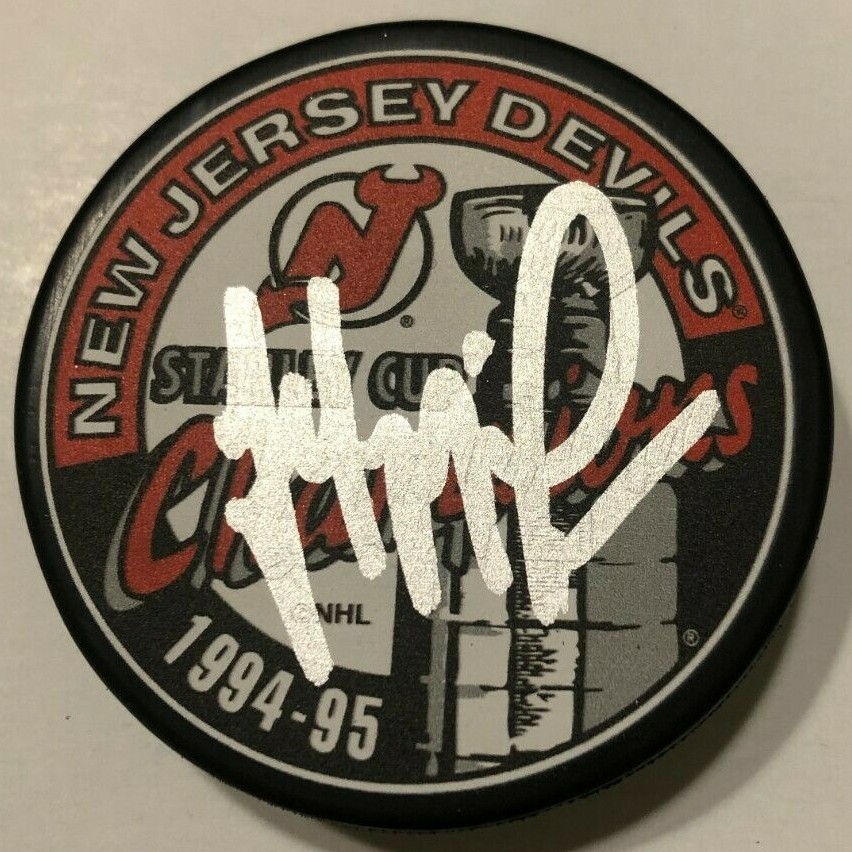 NEW JERSEY DEVILS®
®
STANLEY CUP
Champions
©NHL
®
1994-95